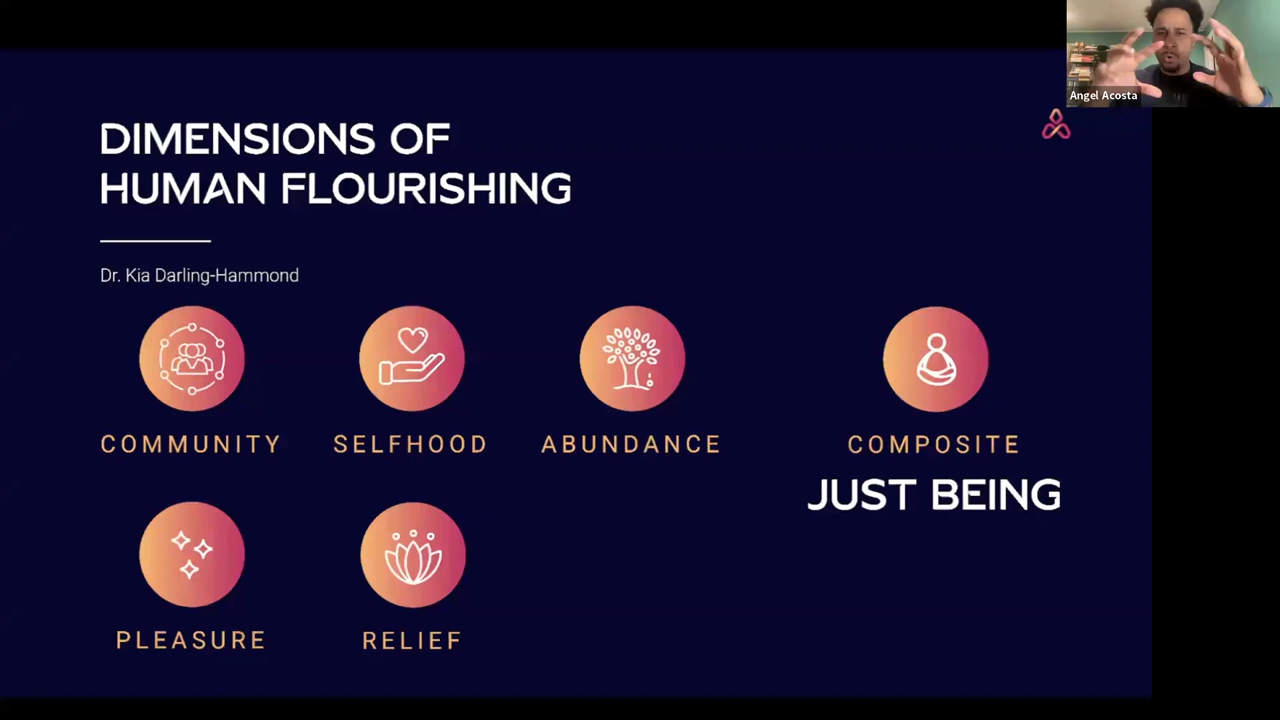 Angel Acosta
DIMENSIONS OF
HUMAN FLOURISHING
Dr. Kia Darling-Hammond
COMMUNITY
SELFHOOD
ABUNDANCE
COMPOSITE
JUST BEING
PLEASURE
RELIEF